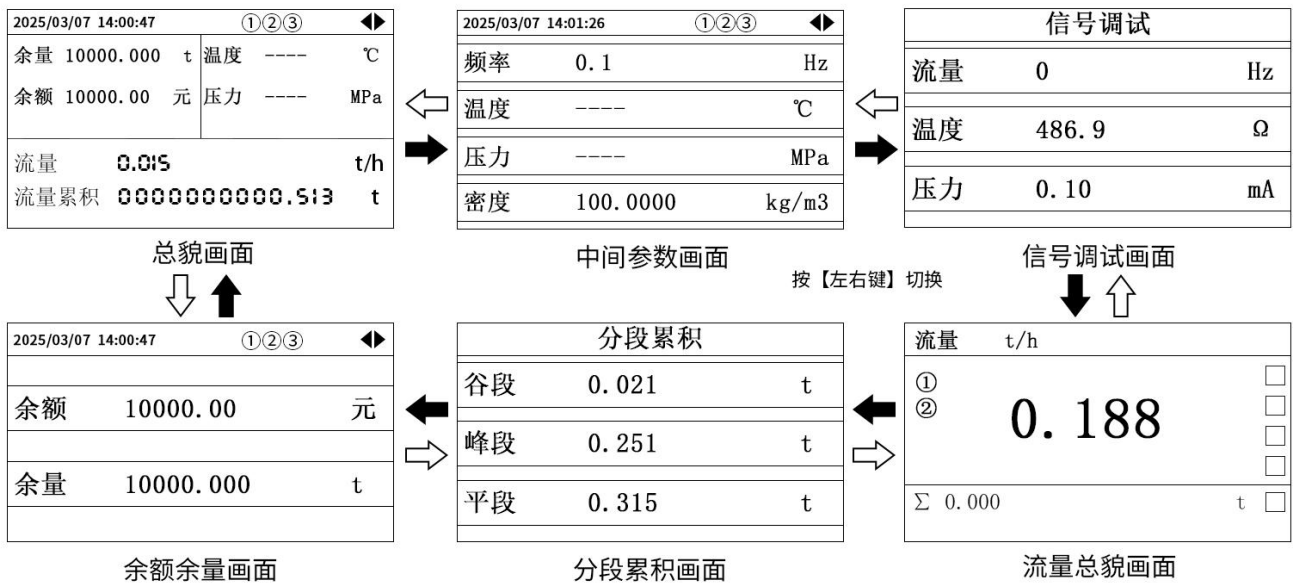 2025/03/07 14:00:47 ①②③
余量 10000.000 t 温度 ---- ℃
余额 10000.00 元 压力 ---- MPa
流量 0.015 t/h
流量累积 0000000000.513 t
总貌画面
2025/03/07 14:01:26 ①②③
频率 0.1 Hz
温度 ---- ℃
压力 ---- MPa
密度 100.0000 kg/m3
中间参数画面
信号调试
流量 0 Hz
温度 486.9 Ω
压力 0.10 mA
信号调试画面
按【左右键】切换
2025/03/07 14:00:47 ①②③
余额 10000.00 元
余量 10000.000 t
余额余量画面
分段累积
谷段 0.021 t
峰段 0.251 t
平段 0.315 t
分段累积画面
流量 t/h
①
②
0.188
Σ 0.000 t
流量总貌画面